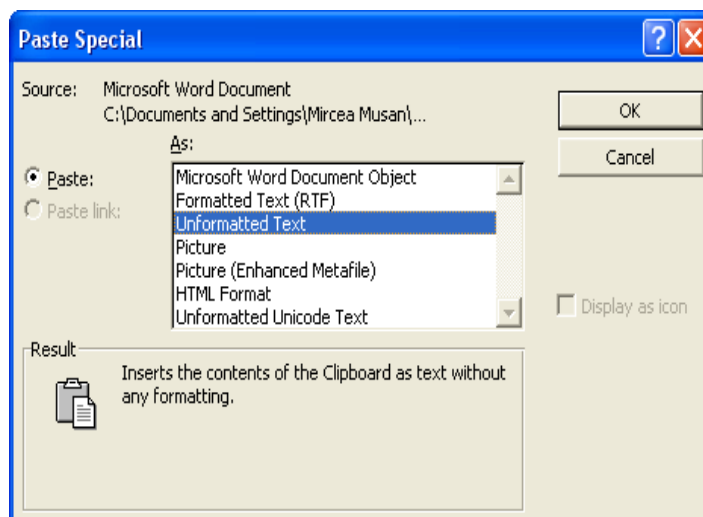 Paste Special
Source: Microsoft Word Document
C:\Documents and Settings\Mircea Musan\...
As:
Paste:
Paste link:
Microsoft Word Document Object
Formatted Text (RTF)
Unformatted Text
Picture
Picture (Enhanced Metafile)
HTML Format
Unformatted Unicode Text
OK
Cancel
Display as icon
Result
Inserts the contents of the Clipboard as text without
any formatting.